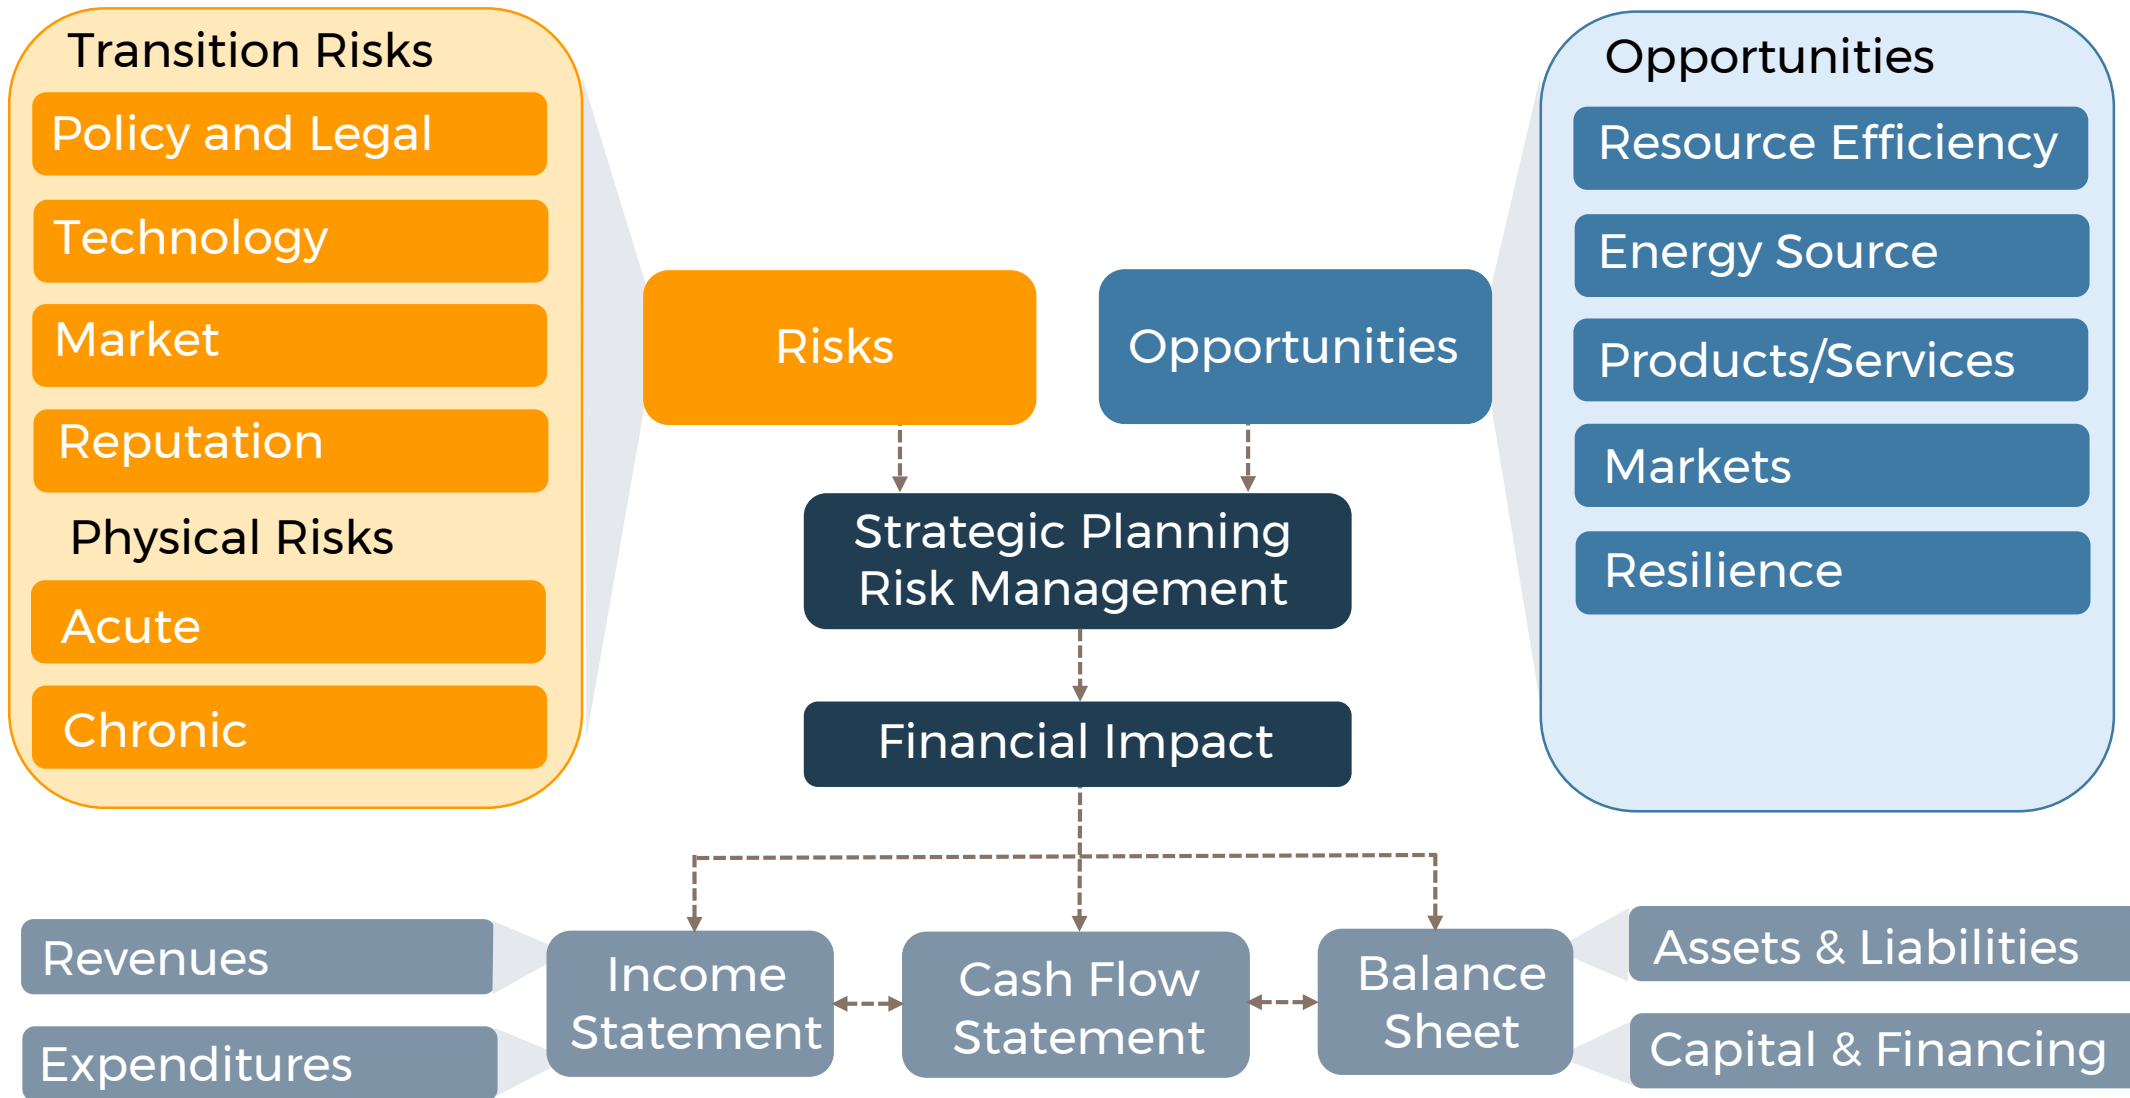 Transition Risks
Policy and Legal
Technology
Market
Reputation
Physical Risks
Acute
Chronic
Risks
Opportunities
Opportunities
Resource Efficiency
Energy Source
Products/Services
Markets
Resilience
Strategic Planning
Risk Management
Financial Impact
Revenues
Expenditures
Income
Statement
Cash Flow
Statement
Balance
Sheet
Assets & Liabilities
Capital & Financing